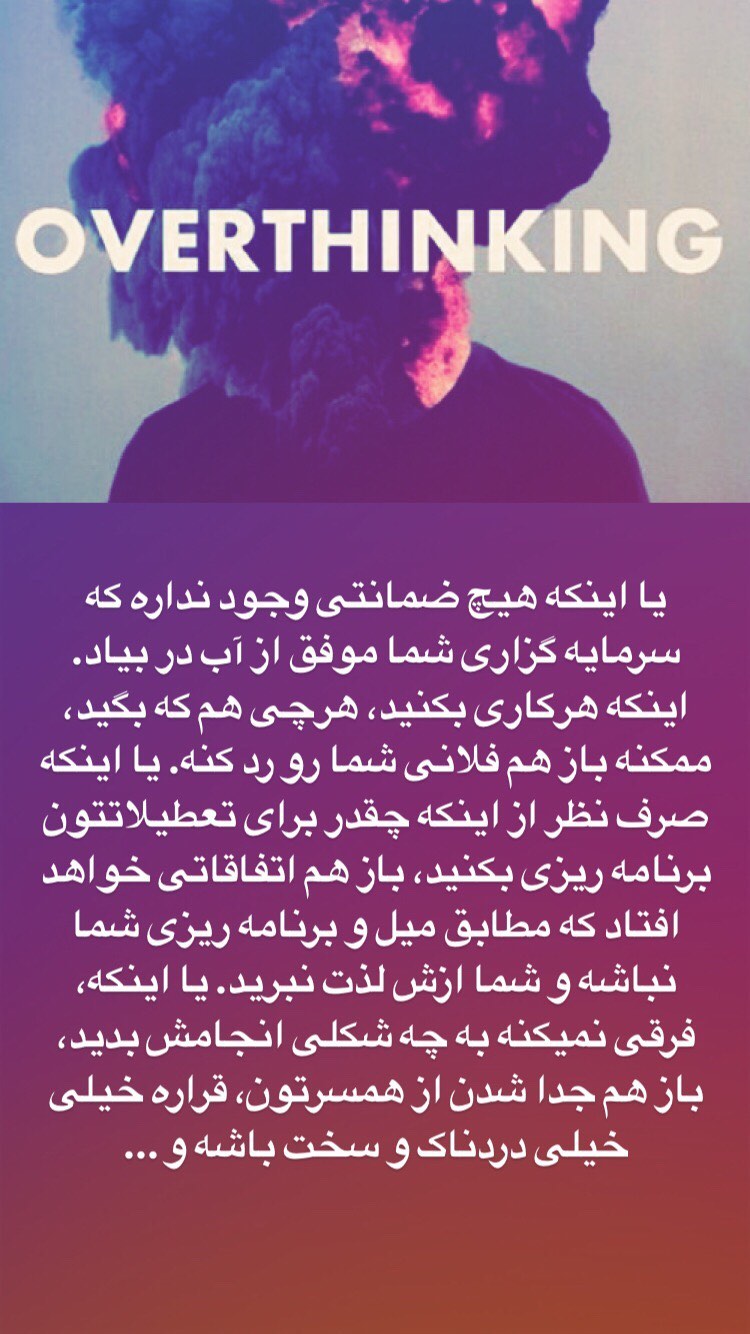 OVERTHINKING
یا اینکه هیچ ضمانتی وجود نداره که
سرمایه گزاری شما موفق از آب در بیاد.
اینکه هرکاری بکنید، هرچی هم که بگید،
ممکنه باز هم فلانی شما رو رد کنه. یا اینکه
صرف نظر از اینکه چقدر برای تعطیلاتتون
برنامه ریزی بکنید، باز هم اتفاقاتی خواهد
افتاد که مطابق میل و برنامه ریزی شما
نباشه و شما ازش لذت نبرید. یا اینکه،
فرقی نمیکنه به چه شکلی انجامش بدید،
باز هم جدا شدن از همسرتون، قراره خیلی
خیلی دردناک و سخت باشه و ...